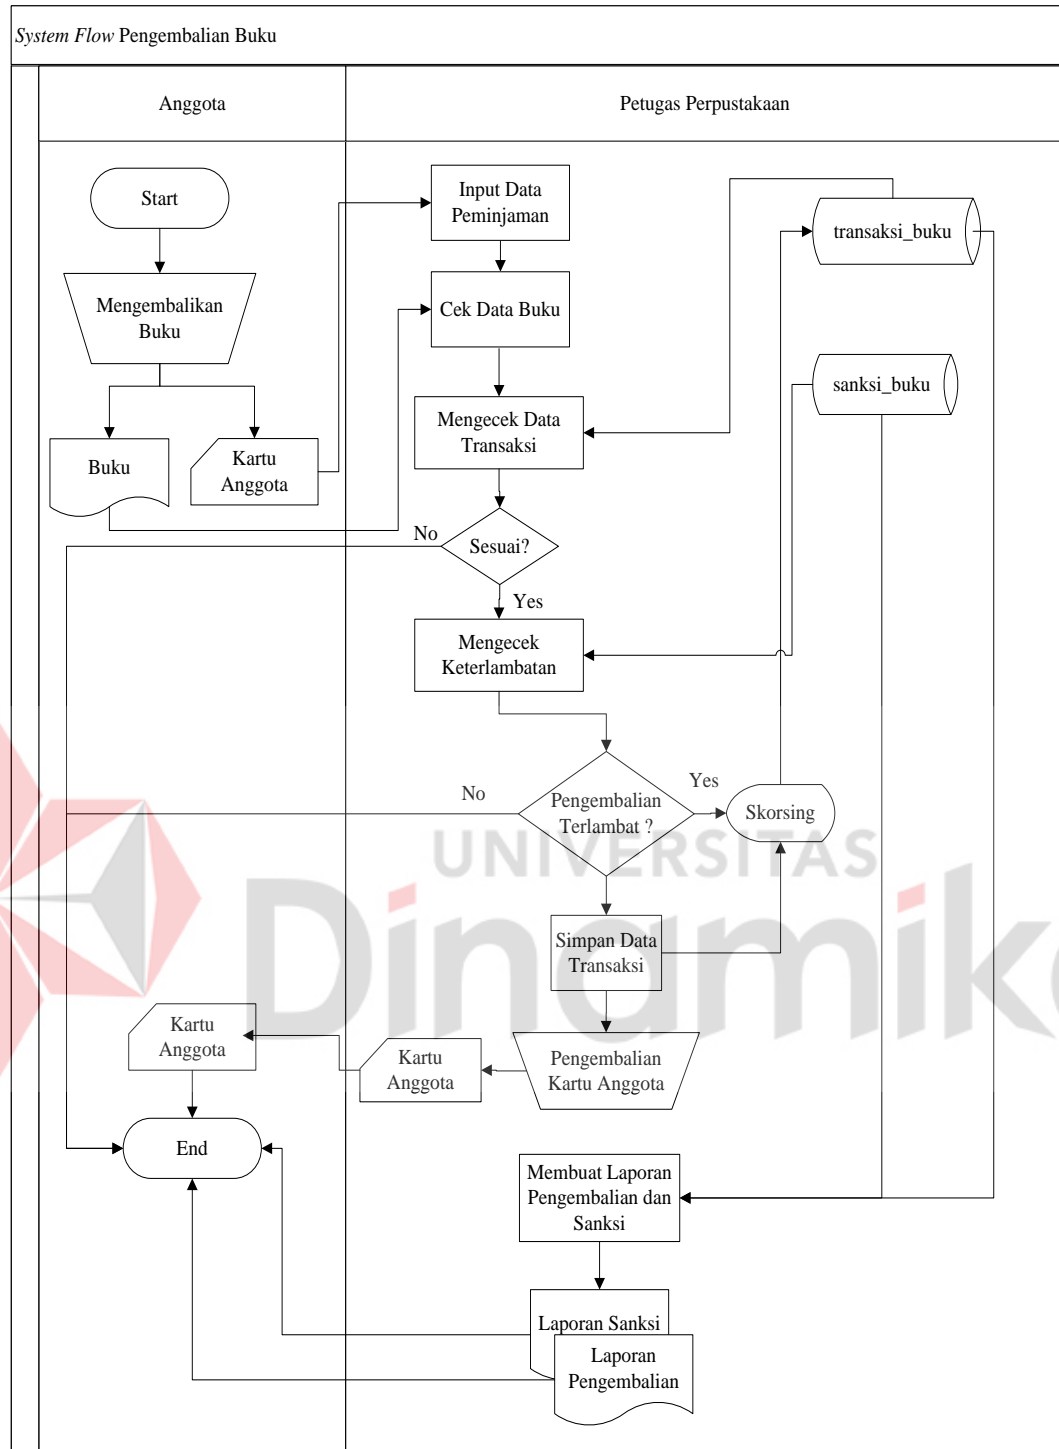 System Flow Pengembalian Buku
Anggota
Petugas Perpustakaan
Start
Input Data
Peminjaman
transaksi_buku
Mengembalikan
Buku
Cek Data Buku
sanksi_buku
Mengecek Data
Transaksi
Buku
Kartu
Anggota
No
Sesuai?
Yes
Mengecek
Keterlambatan
No
Pengembalian
Terlambat ?
Yes
Skorsing
UNIVERSITAS
Dinamika
Simpan Data
Transaksi
Kartu
Anggota
Kartu
Anggota
Pengembalian
Kartu Anggota
End
Membuat Laporan
Pengembalian dan
Sanksi
Laporan Sanksi
Laporan
Pengembalian